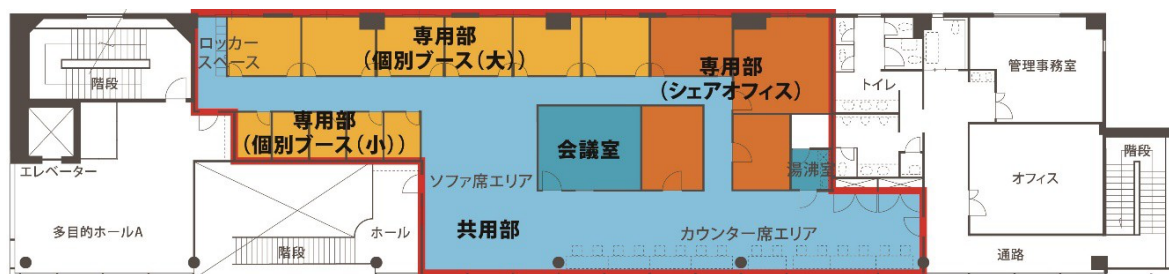 ロッカー
スペース
専用部
(個別ブース(大))
専用部
(シェアオフィス)
階段
トイレ
管理事務室
専用部
(個別ブース(小))
会議室
湯沸室
エレベーター
ソファ席エリア
オフィス
階段
多目的ホールA
階段
ホール
共用部
カウンター席エリア
通路